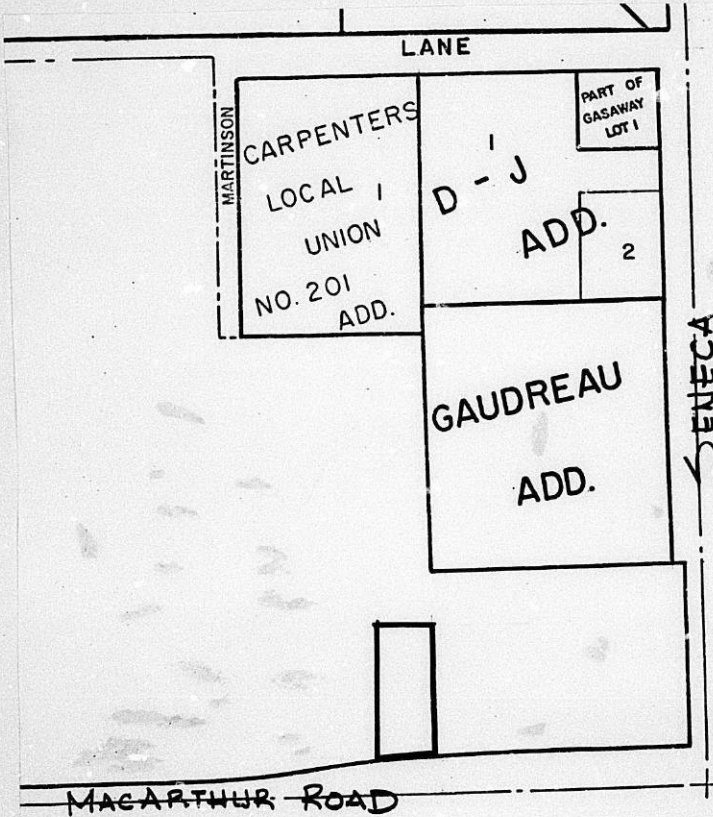 LANE
MARTINSON
CARPENTERS
LOCAL 1
UNION
NO. 201
ADD.
1
D - J
ADD.
PART OF
GASAWAY
LOT 1
2
GAUDREAU
ADD.
SENECA
MACARTHUR ROAD